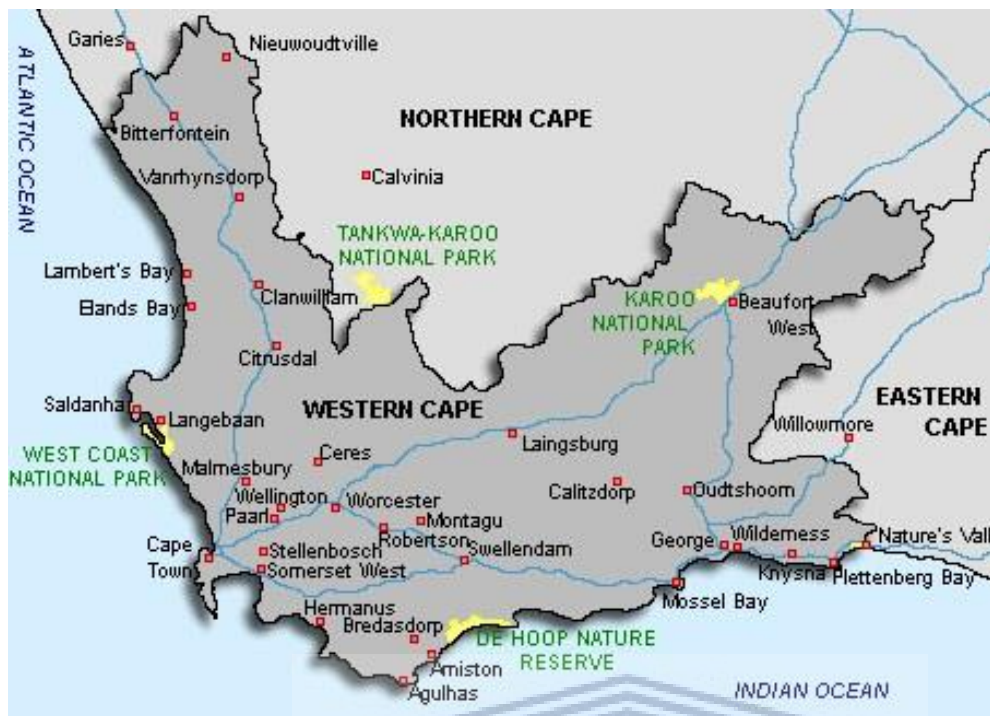 Garies
Nieuwoudtville
ATLANTIC OCEAN
NORTHERN CAPE
Bitterfontein
Vanrhynsdorp
Calvinia
TANKWA-KAROO
NATIONAL PARK
Lambert's Bay
Clanwilliam
Elands Bay
KAROO
NATIONAL
PARK
Beaufort
West
Citrusdal
Saldanha
Langebaan
WESTERN CAPE
EASTERN
CAPE
Willowmore
WEST COAST
NATIONAL PARK
Laingsburg
Ceres
Malmesbury
Calitzdorp
Oudtshoorn
Wellington
Worcester
Paarl
Montagu
Robertson
Cape
Town
Stellenbosch
Swellendam
George
Wilderness
Nature's Vall
Somerset West
Knysna
Plettenberg Bay
Mossel Bay
Hermanus
Bredasdorp
DE HOOP NATURE
RESERVE
Arniston
Agulhas
INDIAN OCEAN